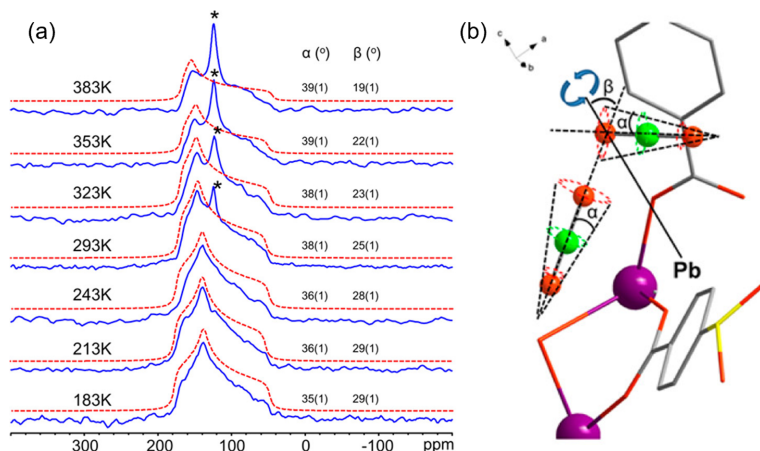 (a)
α (°) β (°)
383K 39(1) 19(1)
353K 39(1) 22(1)
323K 38(1) 23(1)
293K 38(1) 25(1)
243K 36(1) 28(1)
213K 36(1) 29(1)
183K 35(1) 29(1)
* * * *
300 200 100 0 -100 ppm
(b)
c a
b
β
α
α
Pb